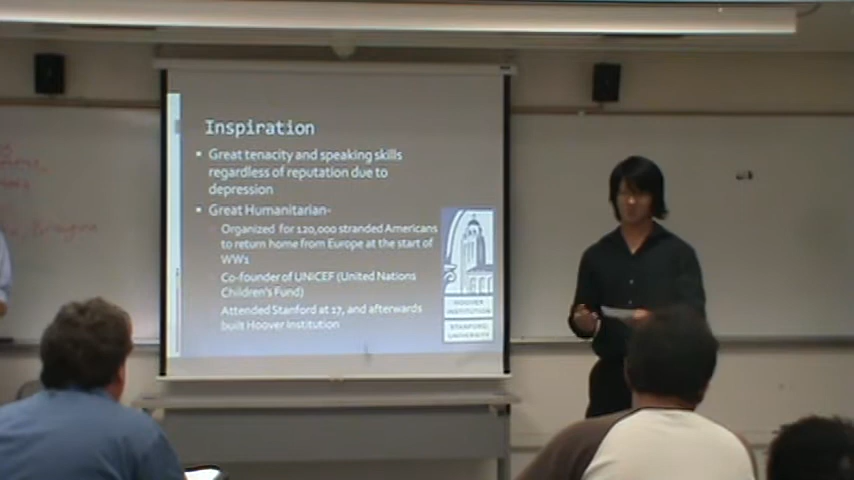 Inspiration
Great tenacity and speaking skills
regardless of reputation due to
depression
Great Humanitarian-
Organized for 120,000 stranded Americans
to return home from Europe at the start of
WW1
Co-founder of UNICEF (United Nations
Children's Fund)
Attended Stanford at 17, and afterwards
built Hoover Institution
HOOVER
INSTITUTION
STANFORD
UNIVERSITY